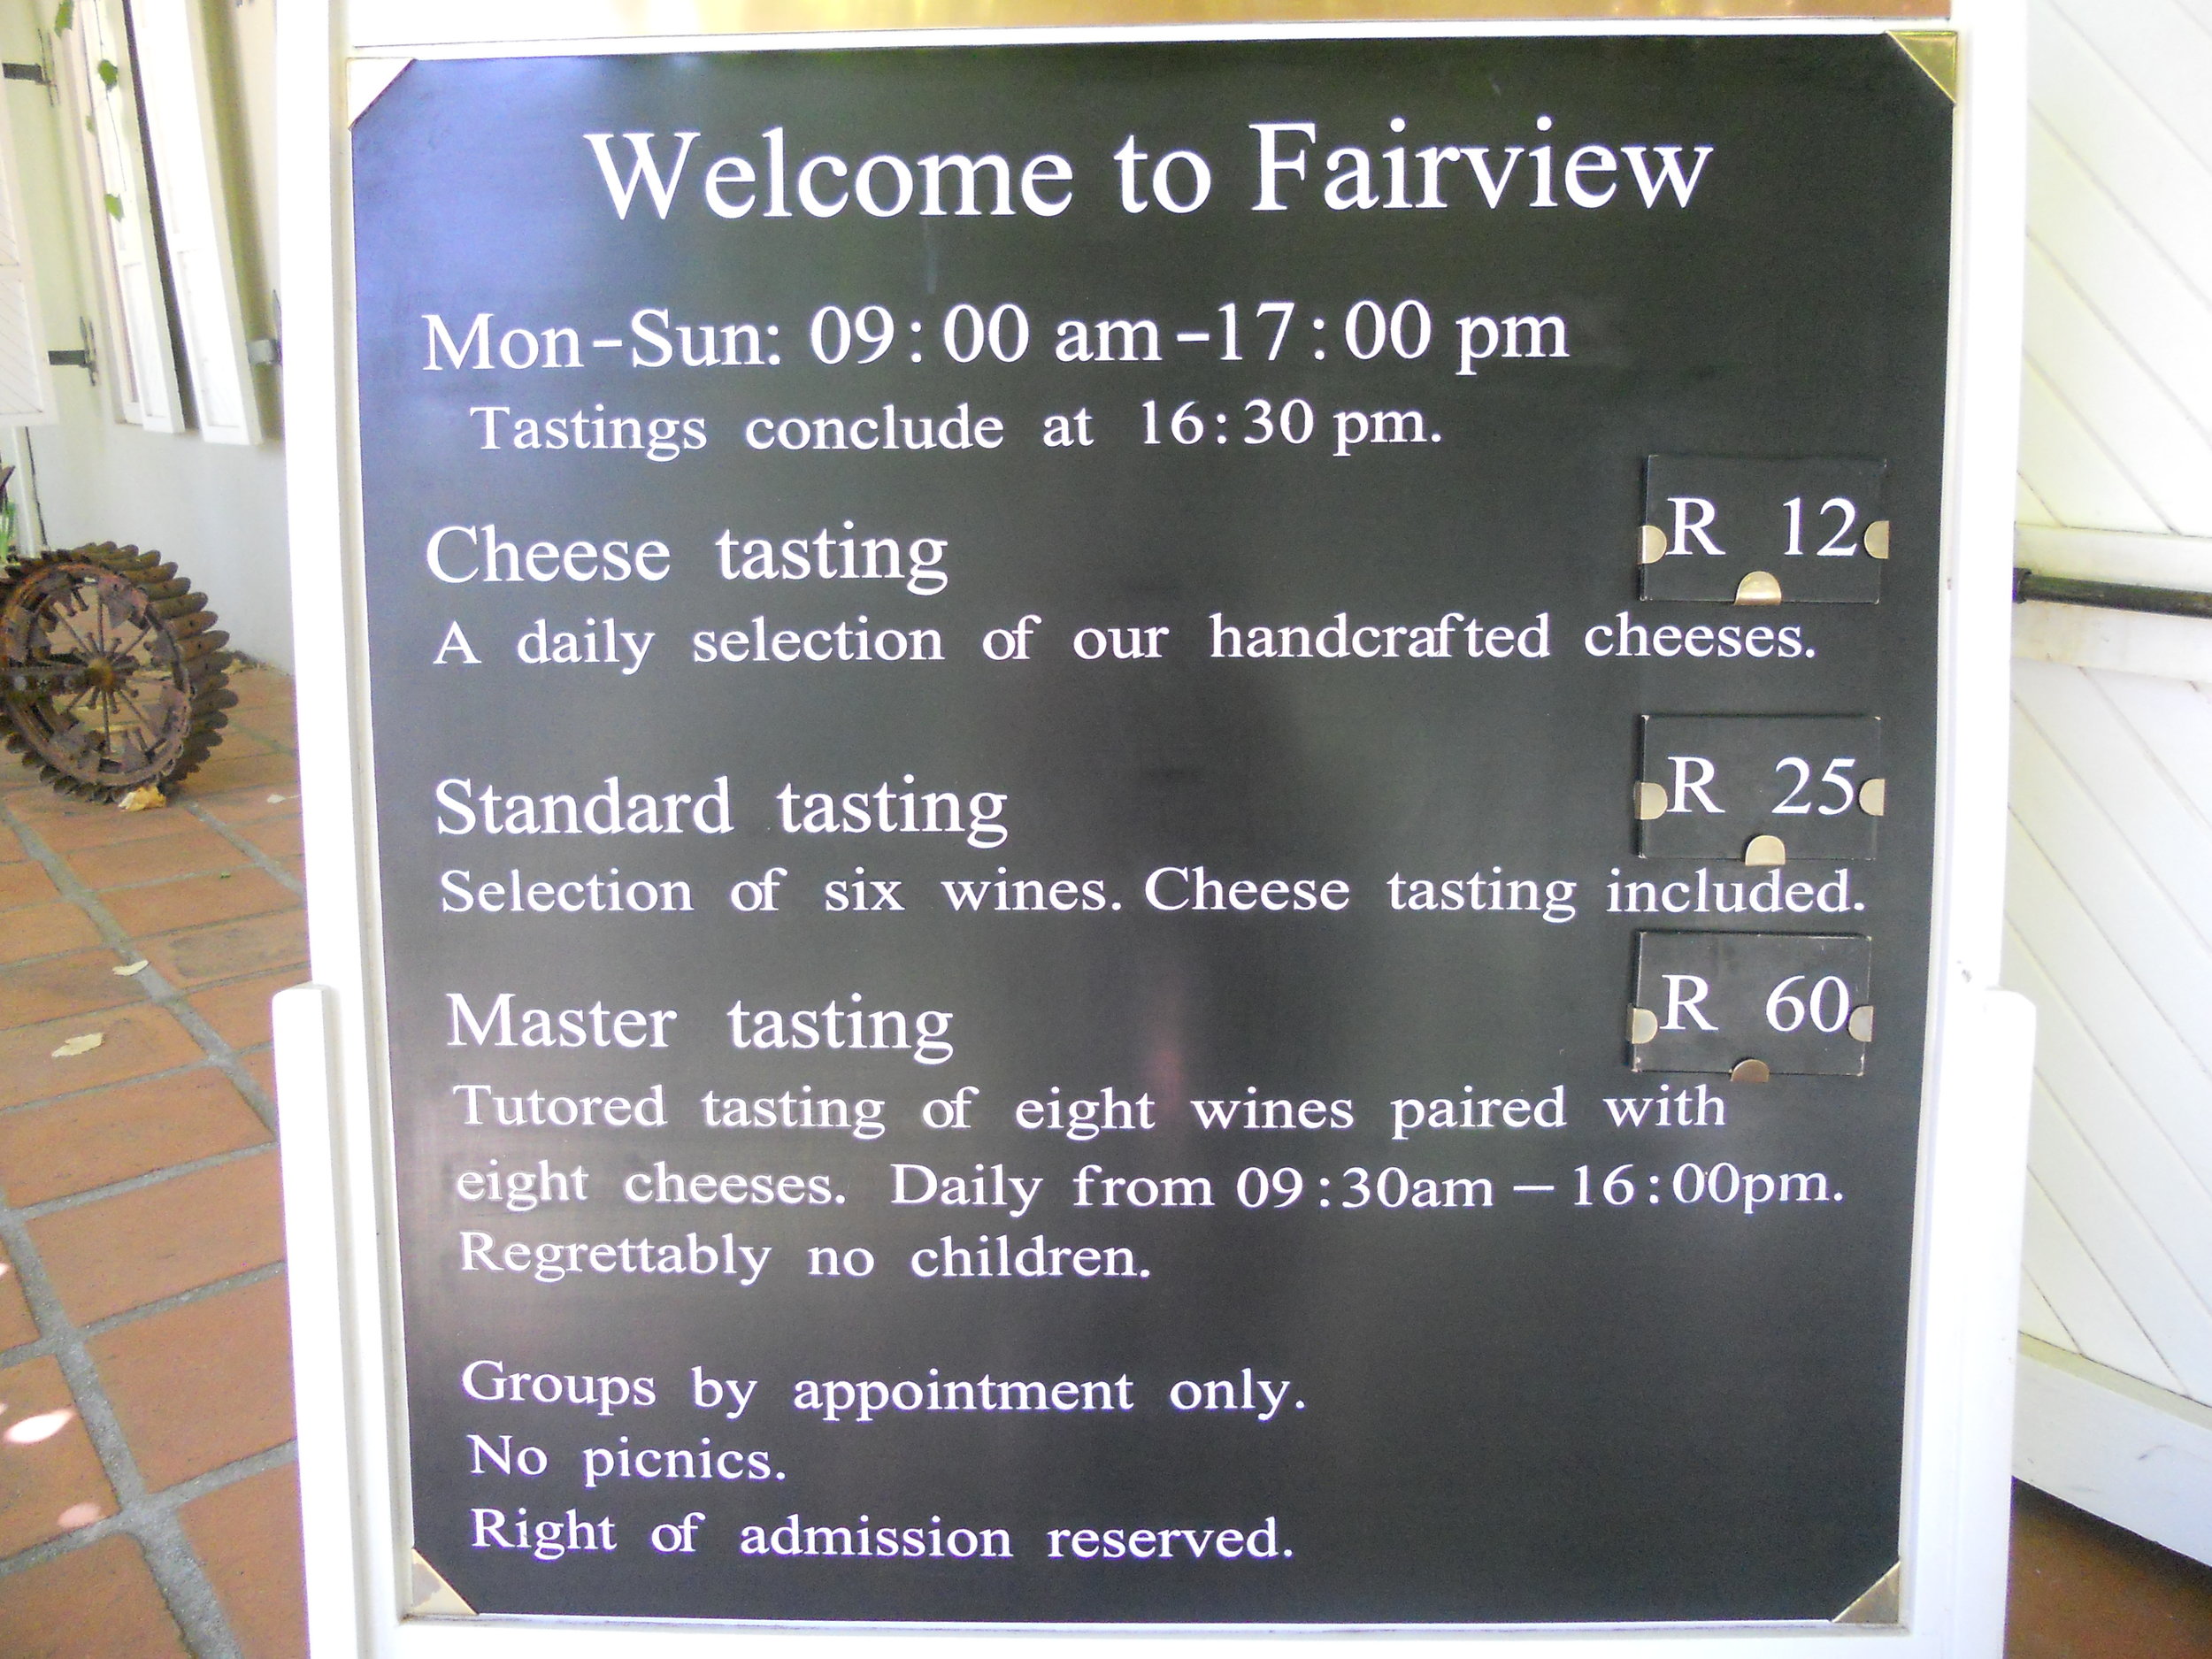 Welcome to Fairview
Mon-Sun: 09:00 am-17:00 pm
Tastings conclude at 16:30 pm.
Cheese tasting R 12
A daily selection of our handcrafted cheeses.
Standard tasting R 25
Selection of six wines. Cheese tasting included.
Master tasting R 60
Tutored tasting of eight wines paired with
eight cheeses. Daily from 09:30am – 16:00pm.
Regrettably no children.
Groups by appointment only.
No picnics.
Right of admission reserved.